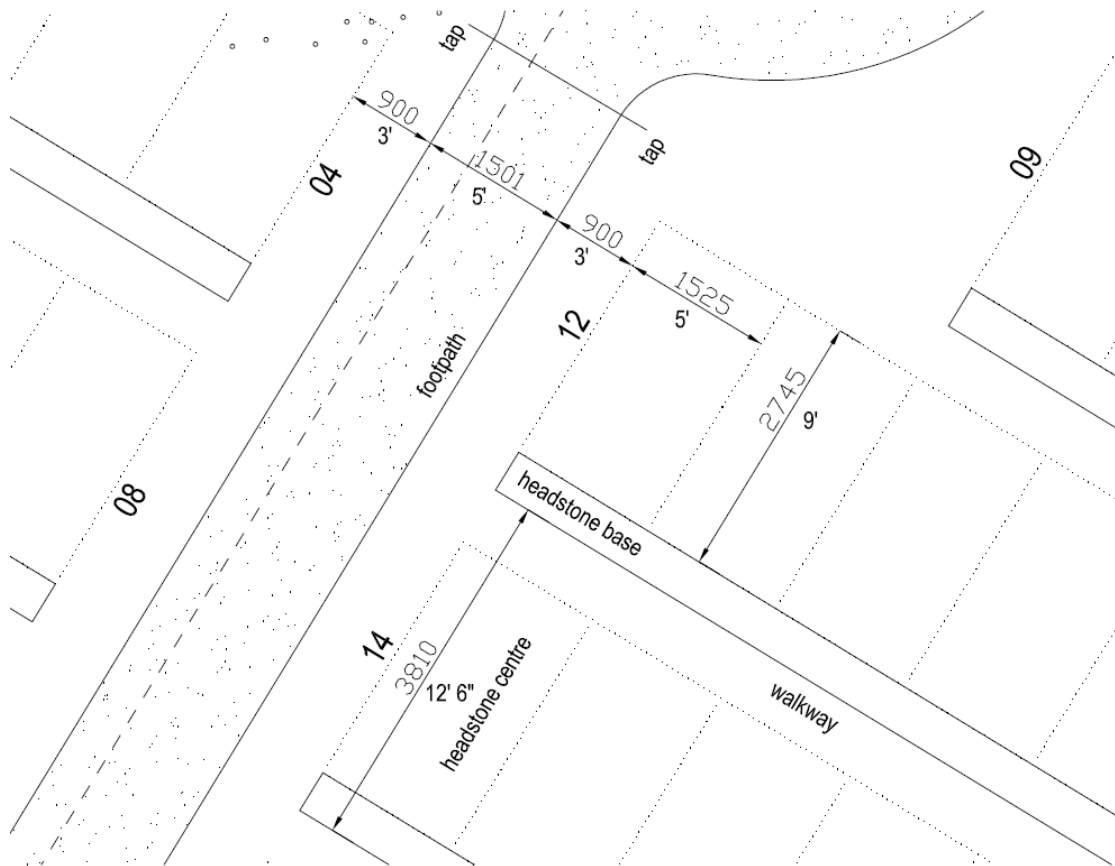 tap
900
3'
04
1501
5'
tap
09
900
3'
12
1525
5'
footpath
2745
9'
08
headstone base
14
3810
12' 6"
headstone centre
walkway